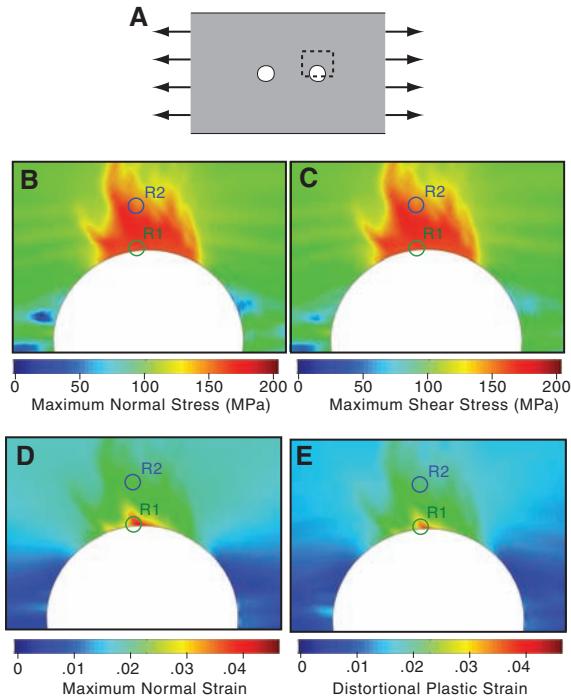 A
B
R2
R1
C
R2
R1
0 50 100 150 200
Maximum Normal Stress (MPa)
0 50 100 150 200
Maximum Shear Stress (MPa)
D
R2
R1
E
R2
R1
0 .01 .02 .03 .04
Maximum Normal Strain
0 .01 .02 .03 .04
Distortional Plastic Strain